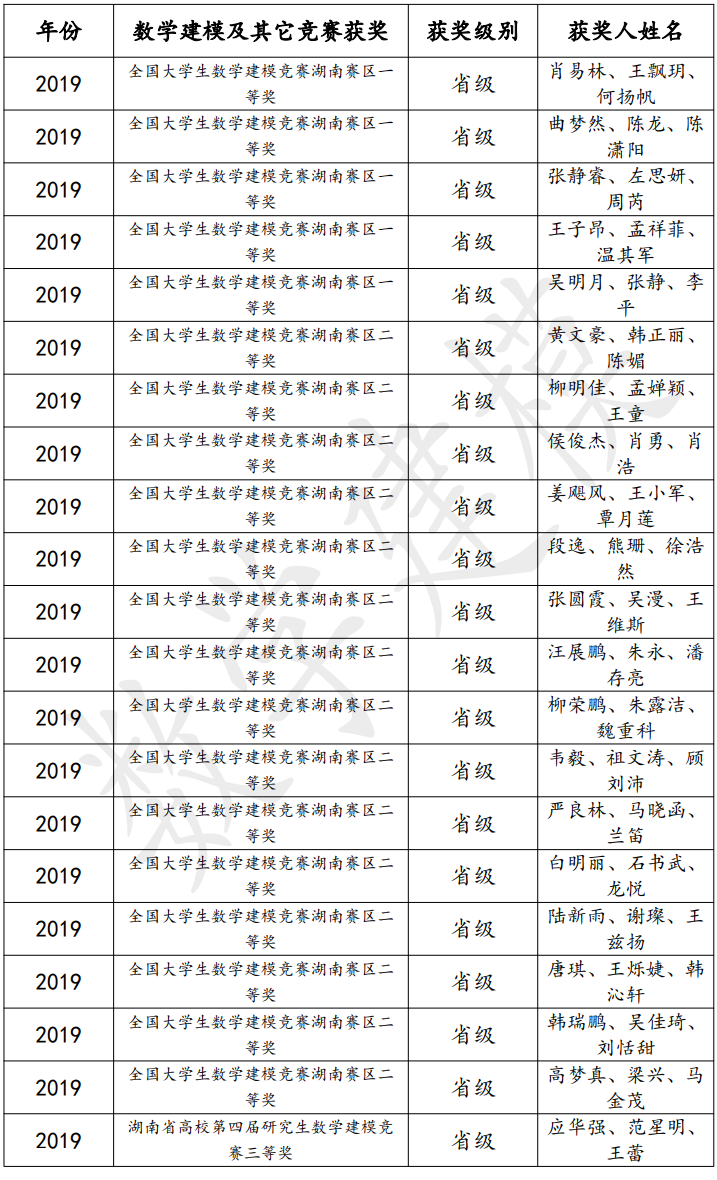 年份 数学建模及其它竞赛获奖 获奖级别 获奖人姓名
2019 全国大学生数学建模竞赛湖南赛区一等奖 省级 肖易林、王飘玥、何扬帆
2019 全国大学生数学建模竞赛湖南赛区一等奖 省级 曲梦然、陈龙、陈潇阳
2019 全国大学生数学建模竞赛湖南赛区一等奖 省级 张静睿、左思妍、周芮
2019 全国大学生数学建模竞赛湖南赛区一等奖 省级 王子昂、孟祥菲、温其军
2019 全国大学生数学建模竞赛湖南赛区一等奖 省级 吴明月、张静、李平
2019 全国大学生数学建模竞赛湖南赛区二等奖 省级 黄文豪、韩正丽、陈媚
2019 全国大学生数学建模竞赛湖南赛区二等奖 省级 柳明佳、孟婵颖、王童
2019 全国大学生数学建模竞赛湖南赛区二等奖 省级 侯俊杰、肖勇、肖浩
2019 全国大学生数学建模竞赛湖南赛区二等奖 省级 姜飓风、王小军、覃月莲
2019 全国大学生数学建模竞赛湖南赛区二等奖 省级 段逸、熊珊、徐浩然
2019 全国大学生数学建模竞赛湖南赛区二等奖 省级 张圆霞、吴漫、王维斯
2019 全国大学生数学建模竞赛湖南赛区二等奖 省级 汪展鹏、朱永、潘存亮
2019 全国大学生数学建模竞赛湖南赛区二等奖 省级 柳荣鹏、朱露洁、魏重科
2019 全国大学生数学建模竞赛湖南赛区二等奖 省级 韦毅、祖文涛、顾刘沛
2019 全国大学生数学建模竞赛湖南赛区二等奖 省级 严良林、马晓函、兰笛
2019 全国大学生数学建模竞赛湖南赛区二等奖 省级 白明丽、石书武、龙悦
2019 全国大学生数学建模竞赛湖南赛区二等奖 省级 陆新雨、谢璨、王兹扬
2019 全国大学生数学建模竞赛湖南赛区二等奖 省级 唐琪、王烁婕、韩沁轩
2019 全国大学生数学建模竞赛湖南赛区二等奖 省级 韩瑞鹏、吴佳琦、刘恬甜
2019 全国大学生数学建模竞赛湖南赛区二等奖 省级 高梦真、梁兴、马金茂
2019 湖南省高校第四届研究生数学建模竞赛三等奖 省级 应华强、范星明、王蕾
数学建模